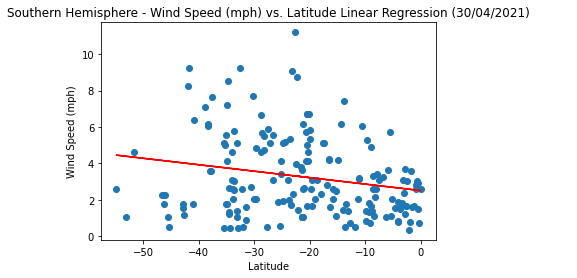 Southern Hemisphere - Wind Speed (mph) vs. Latitude Linear Regression (30/04/2021)
Wind Speed (mph)
10
8
6
4
2
0
−50 −40 −30 −20 −10 0
Latitude